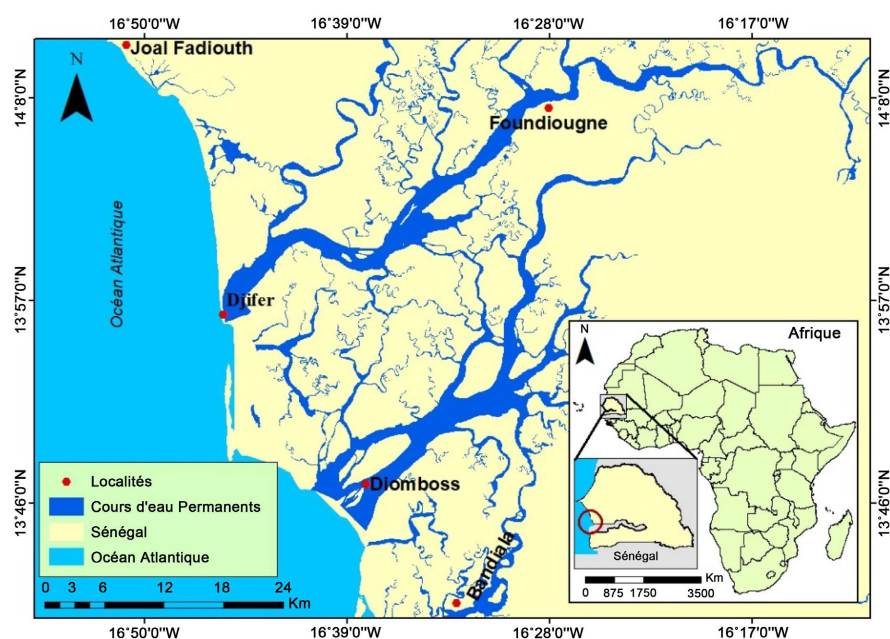 16°50'0"W 16°39'0"W 16°28'0"W 16°17'0"W
Joal Fadiouth
N
14°8'0"N
14°8'0"N
Foundiougne
Océan Atlantique
13°57'0"N
Djifer
13°57'0"N
N
Afrique
Localités
Diomboss
Cours d'eau Permanents
13°46'0"N
13°46'0"N
Sénégal
Océan Atlantique
Bandiala
Sénégal
0 3 6 12 18 24
Km
Km
0 875 1750 3500
16°50'0"W 16°39'0"W 16°28'0"W 16°17'0"W